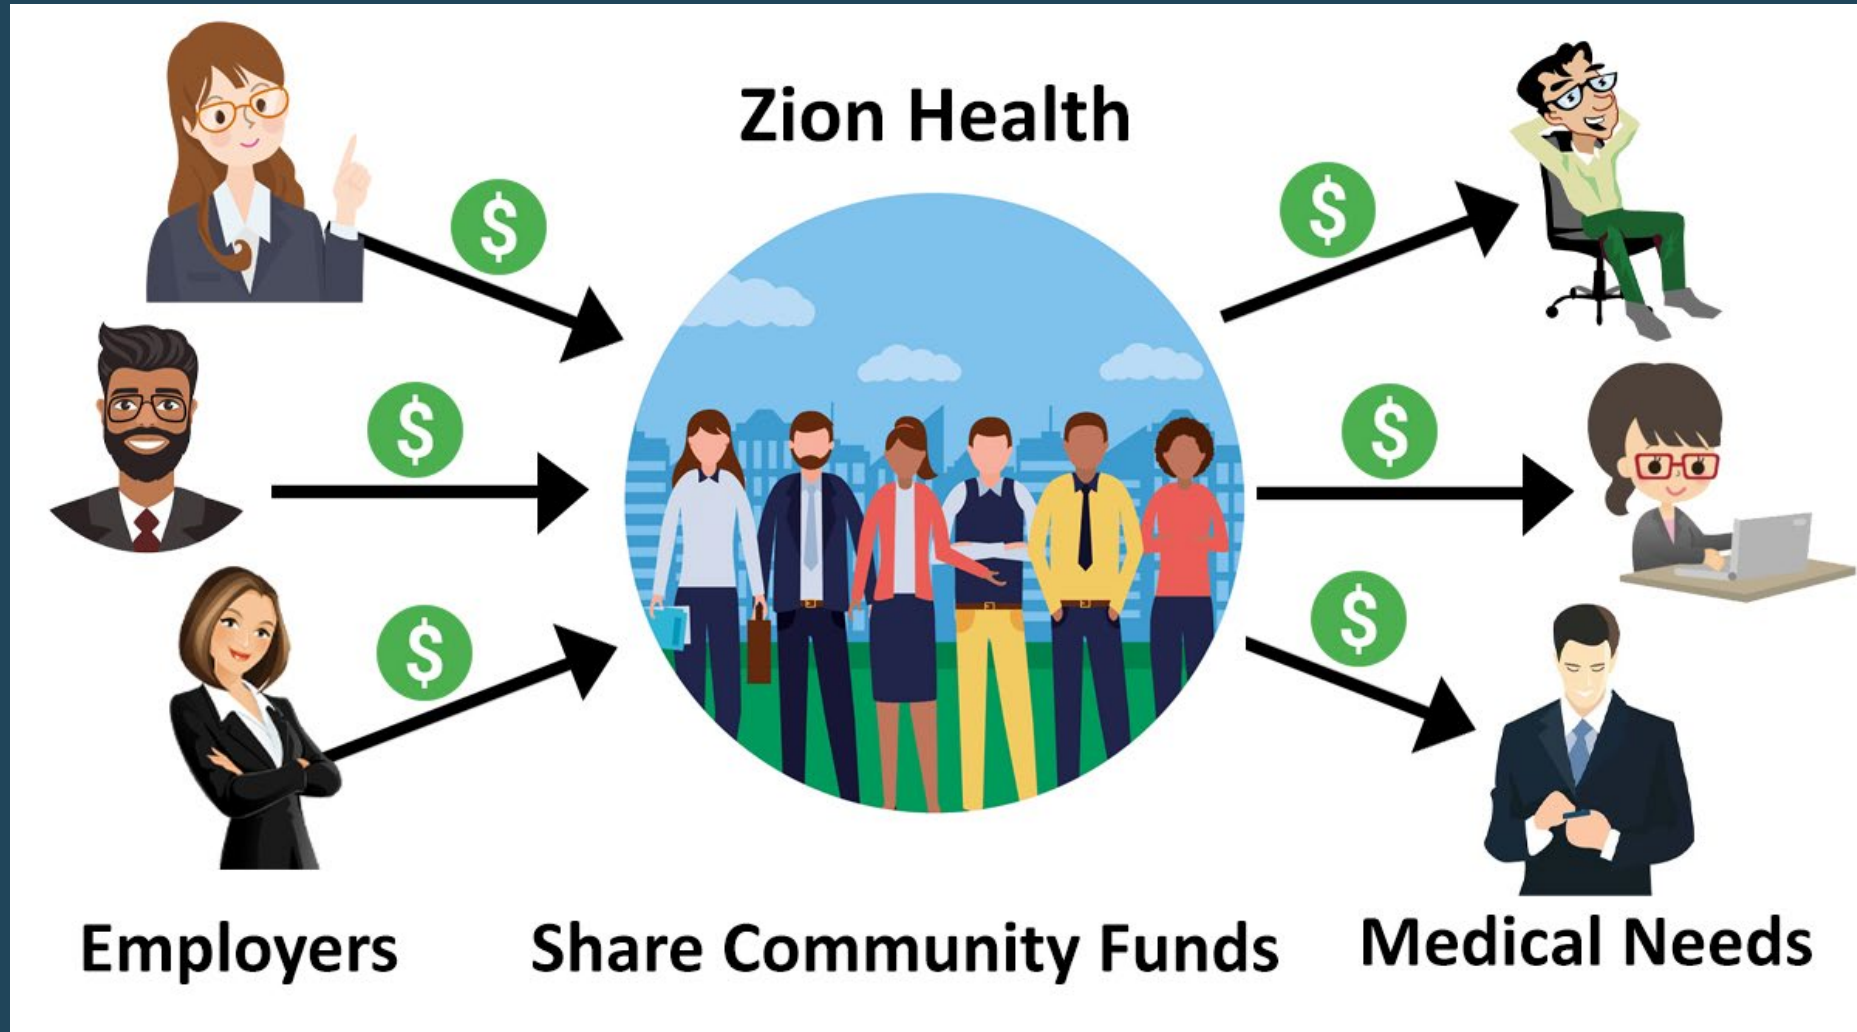 Zion Health
$
$
$
$
$
$
Employers
Share Community Funds
Medical Needs